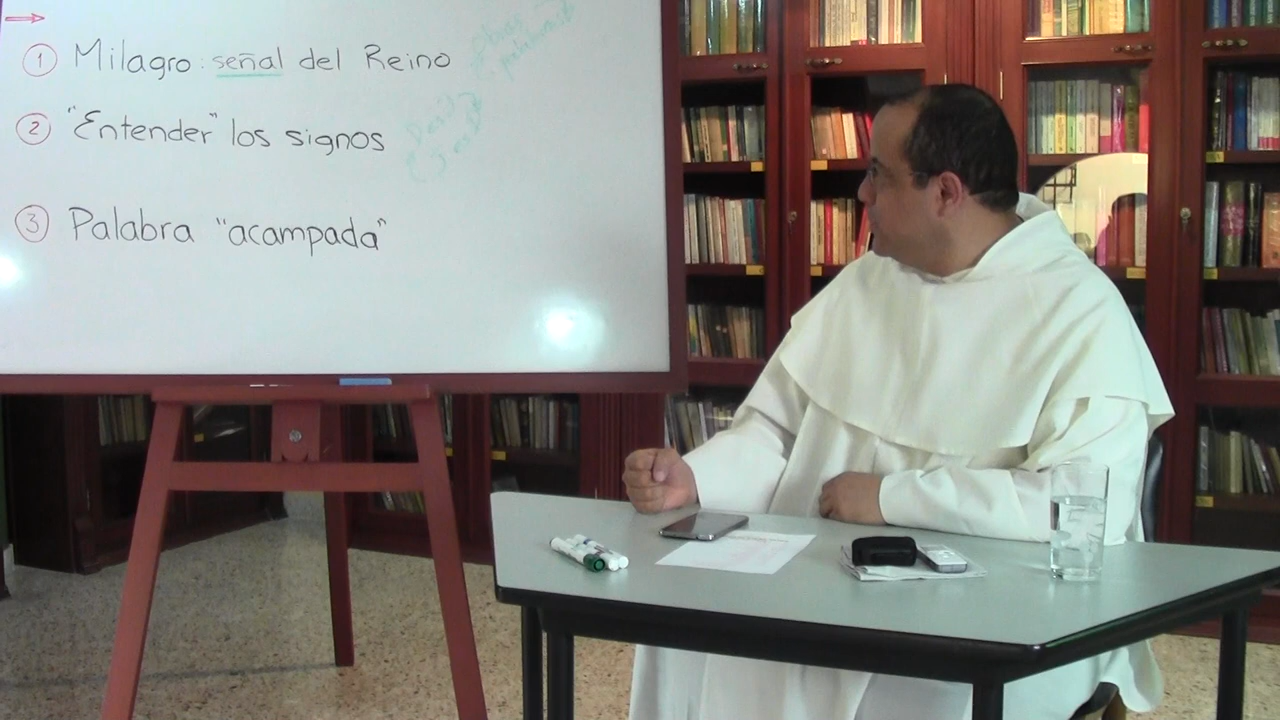 ① Milagro: señal del Reino
② "Entender" los signos
③ Palabra "acampada"